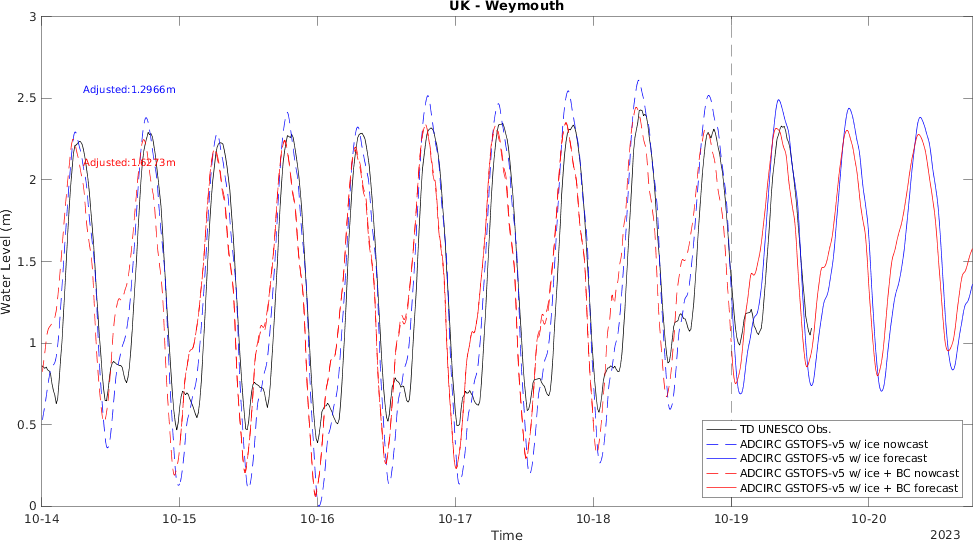 UK - Weymouth
3
2.5
2
1.5
1
0.5
0
Water Level (m)
Adjusted:1.2966m
Adjusted:1.6273m
TD UNESCO Obs.
ADCIRC GSTOFS-v5 w/ ice nowcast
ADCIRC GSTOFS-v5 w/ ice forecast
ADCIRC GSTOFS-v5 w/ ice + BC nowcast
ADCIRC GSTOFS-v5 w/ ice + BC forecast
10-14 10-15 10-16 10-17 10-18 10-19 10-20
Time
2023